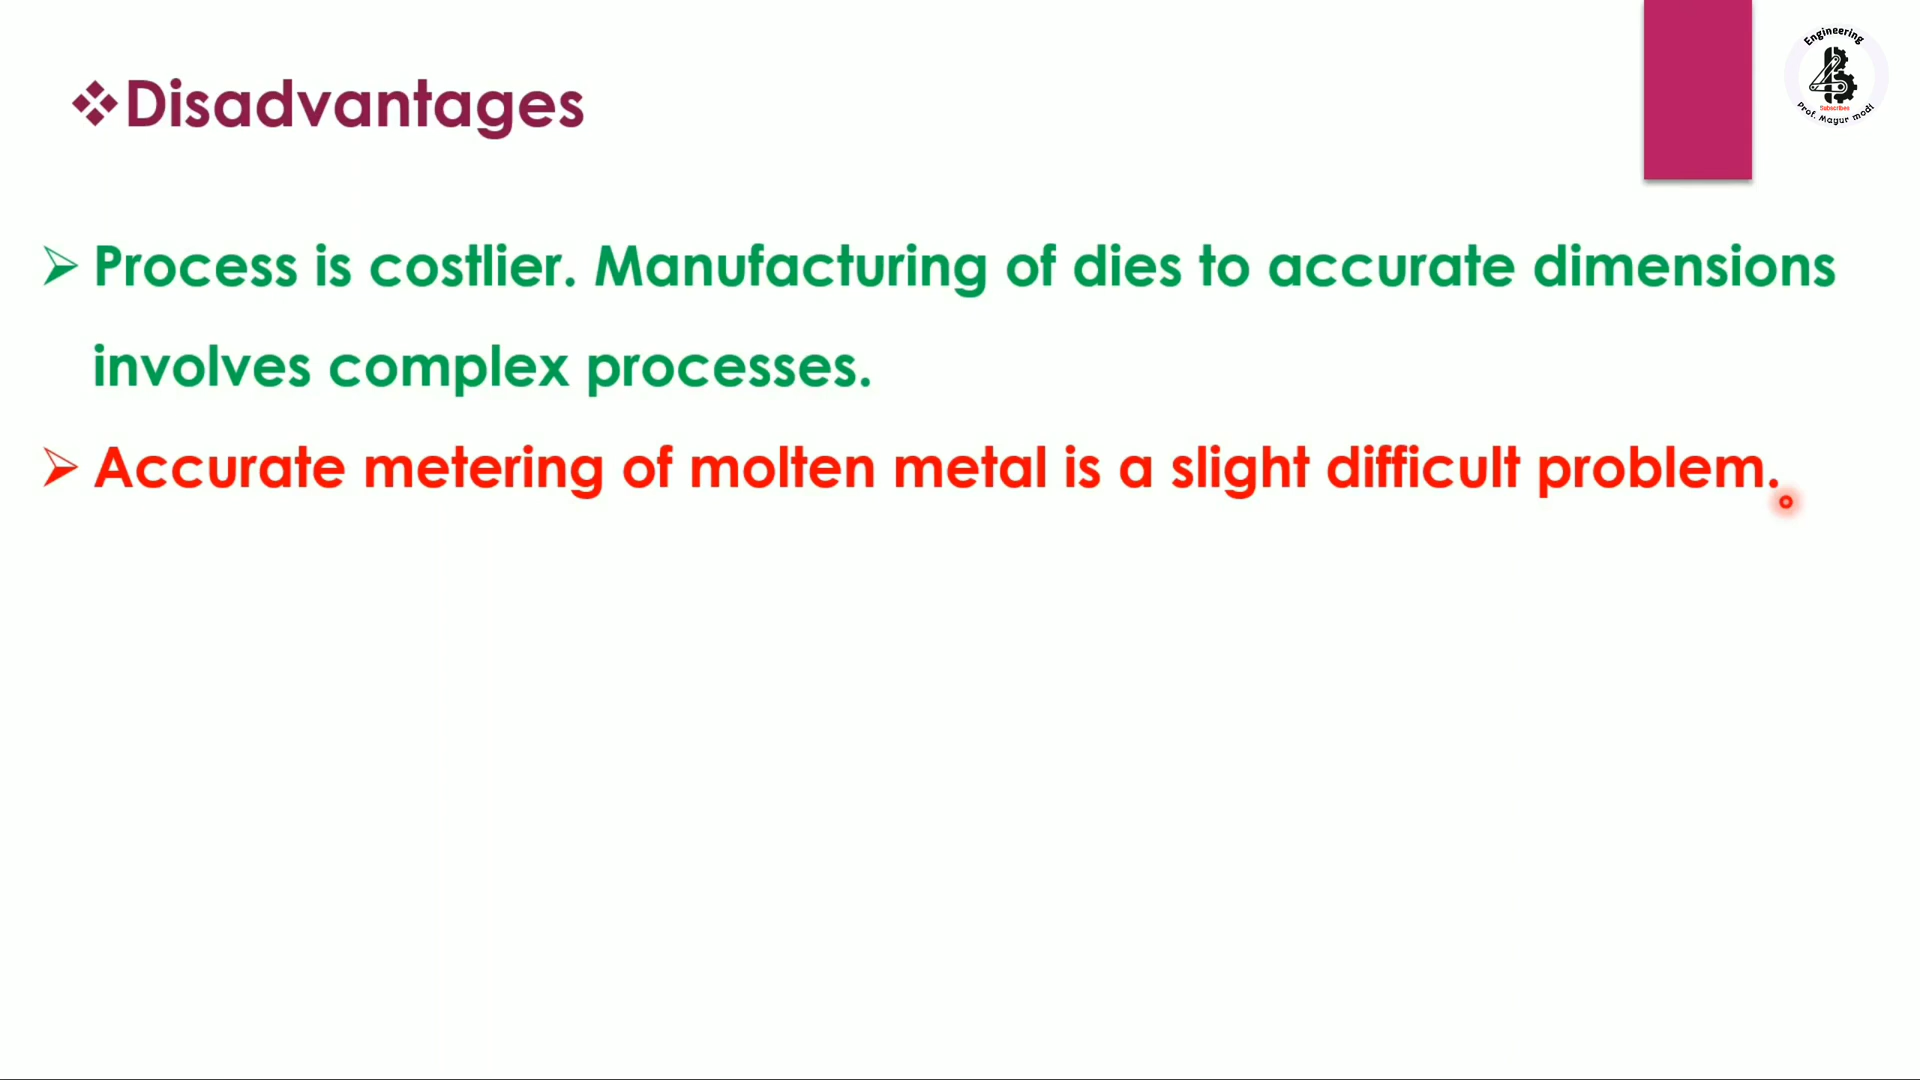 ❖Disadvantages
➢ Process is costlier. Manufacturing of dies to accurate dimensions
involves complex processes.
➢ Accurate metering of molten metal is a slight difficult problem.
Engineering
Subscribes
Prof. Mayur modi